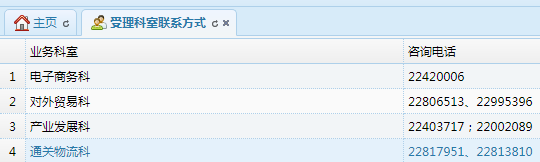 主页 受理科室联系方式
业务科室 咨询电话
1 电子商务科 22420006
2 对外贸易科 22806513、22995396
3 产业发展科 22403717；22002089
4 通关物流科 22817951、22813810